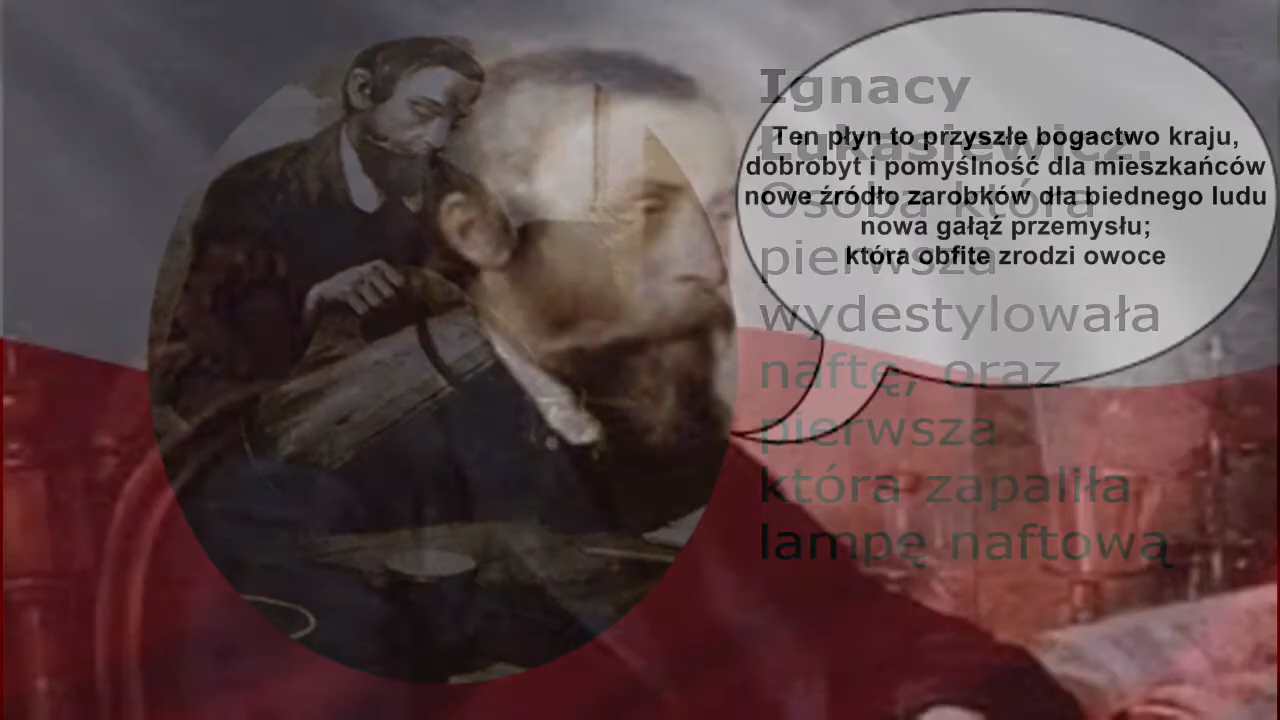 Ignacy
Łukasiewicz.
Osoba która
pierwsza
wydestylowała
naftę, oraz
pierwsza
która zapaliła
lampę naftową
Ten płyn to przyszłe bogactwo kraju,
dobrobyt i pomyślność dla mieszkańców
nowe źródło zarobków dla biednego ludu
nowa gałąź przemysłu;
która obfite zrodzi owoce